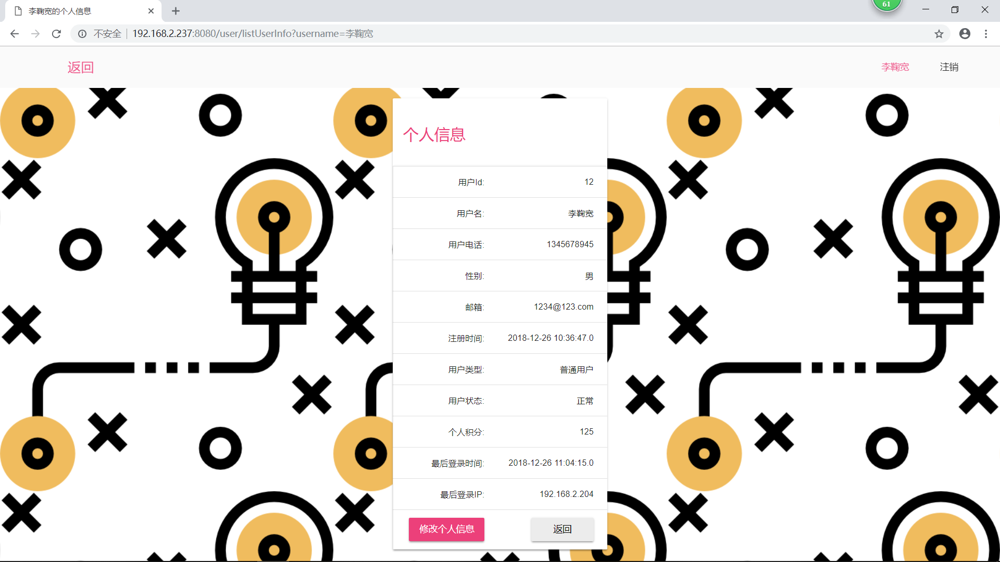 李鞠宽的个人信息
61
不安全 192.168.2.237:8080/user/listUserInfo?username=李鞠宽
返回 李鞠宽 注销
个人信息
用户Id: 12
用户名: 李鞠宽
用户电话: 1345678945
性别: 男
邮箱: 1234@123.com
注册时间: 2018-12-26 10:36:47.0
用户类型: 普通用户
用户状态: 正常
个人积分: 125
最后登录时间: 2018-12-26 11:04:15.0
最后登录IP: 192.168.2.204
修改个人信息 返回